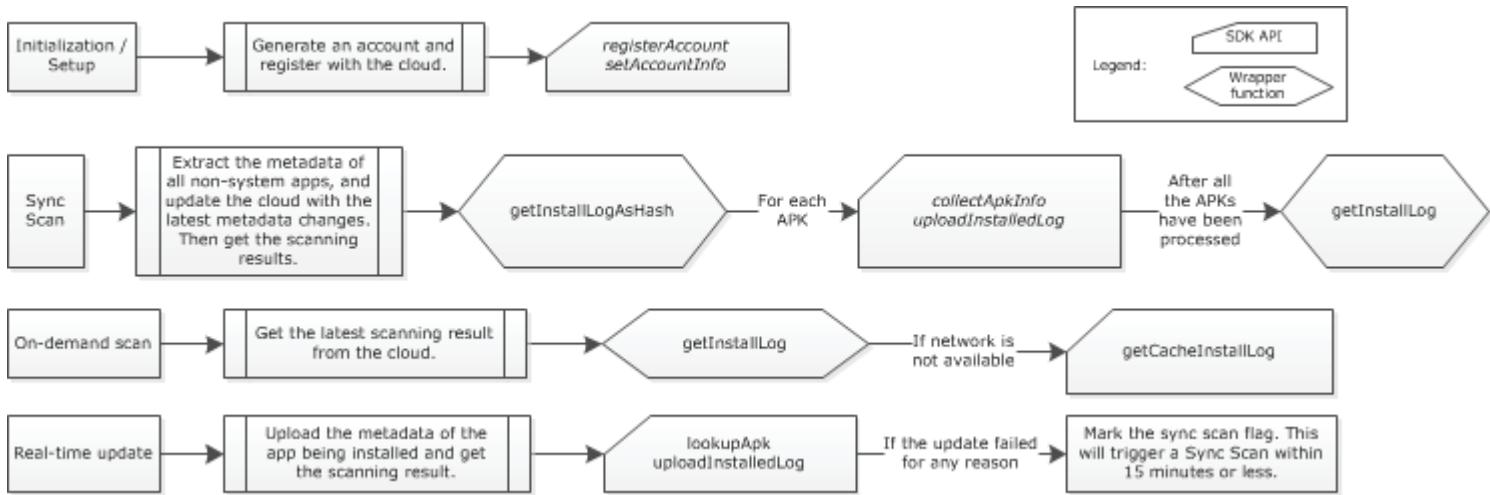 Initialization /
Setup
Generate an account and
register with the cloud.
registerAccount
setAccountInfo
Legend:
SDK API
Wrapper
function
Sync
Scan
Extract the metadata of
all non-system apps, and
update the cloud with the
latest metadata changes.
Then get the scanning
results.
getInstallLogAsHash
For each
APK
collectApkInfo
uploadInstalledLog
After all
the APKs
have been
processed
getInstallLog
On-demand scan
Get the latest scanning result
from the cloud.
getInstallLog
If network is
not available
getCacheInstallLog
Real-time update
Upload the metadata of the
app being installed and get
the scanning result.
lookupApk
uploadInstalledLog
If the update failed
for any reason
Mark the sync scan flag. This
will trigger a Sync Scan within
15 minutes or less.